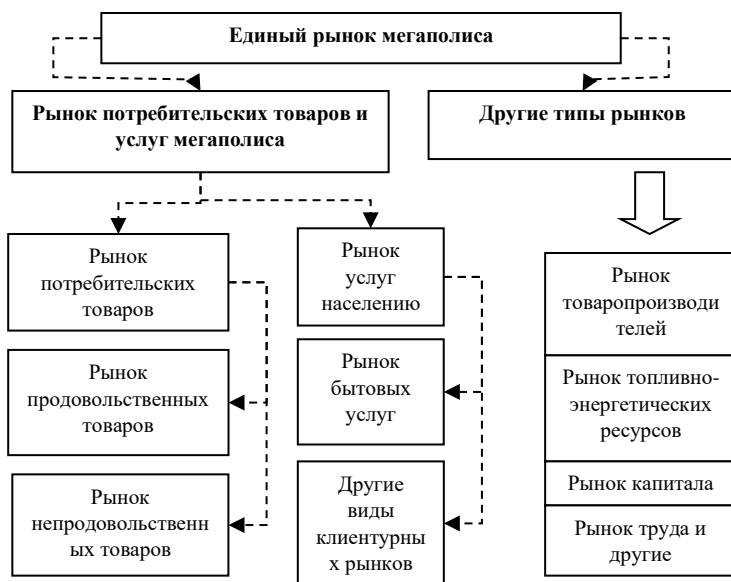 Единый рынок мегаполиса
Рынок потребительских товаров и
услуг мегаполиса
Другие типы рынков
Рынок
потребительских
товаров
Рынок
продовольственных
товаров
Рынок
непродовольственн
ых товаров
Рынок
услуг
населению
Рынок
бытовых
услуг
Другие
виды
клиентурны
х рынков
Рынок
товаропроизводи
телей
Рынок топливно-
энергетических
ресурсов
Рынок капитала
Рынок труда и
другие